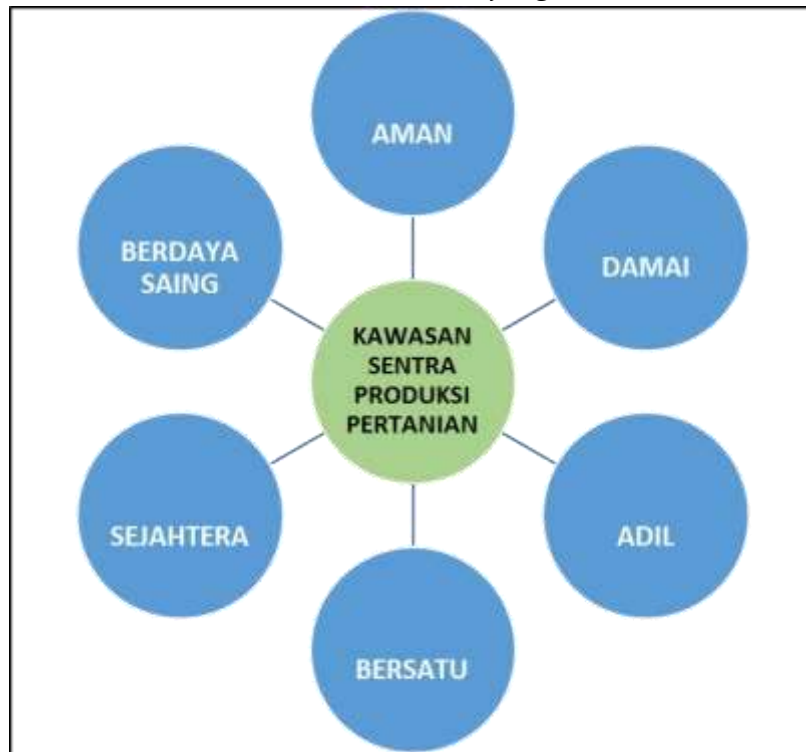 AMAN
BERDAYA
SAING
DAMAI
KAWASAN
SENTRA
PRODUKSI
PERTANIAN
SEJAHTERA
ADIL
BERSATU